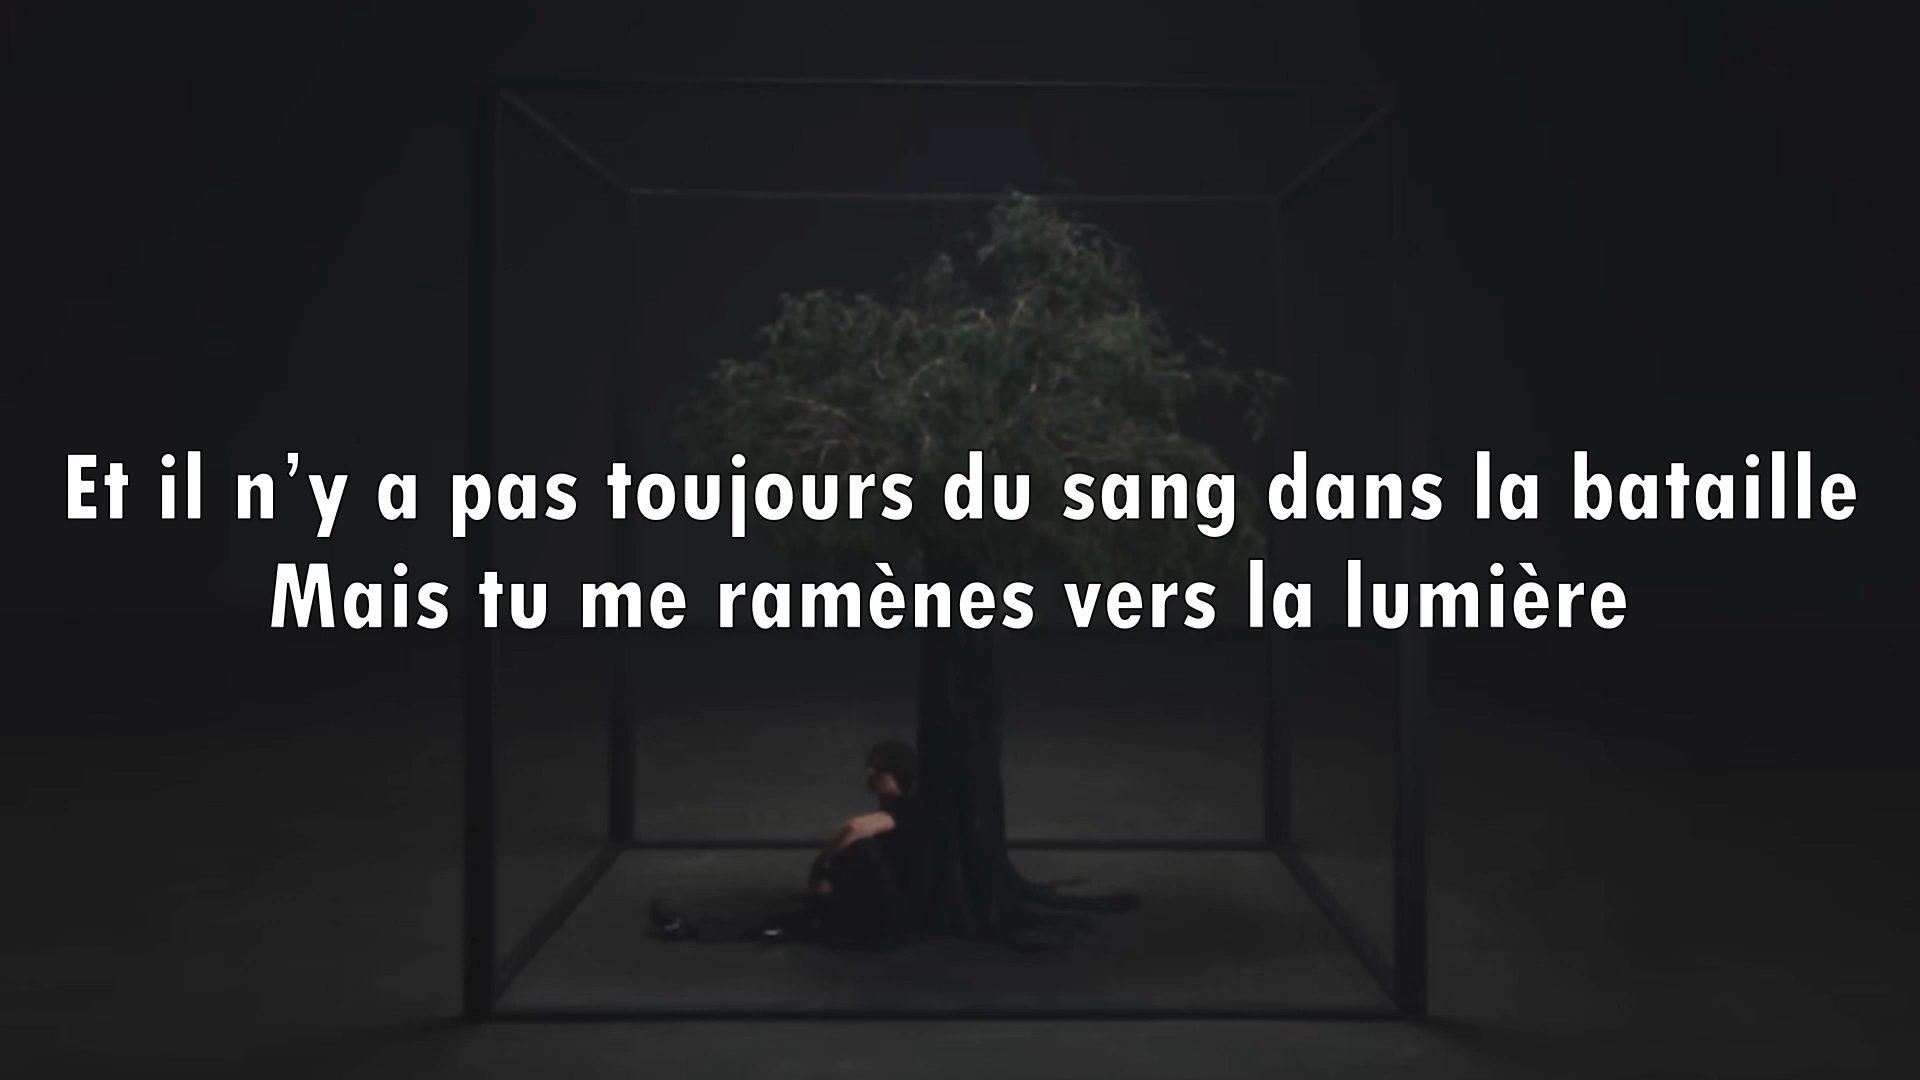 Et il n’y a pas toujours du sang dans la bataille
Mais tu me ramènes vers la lumière